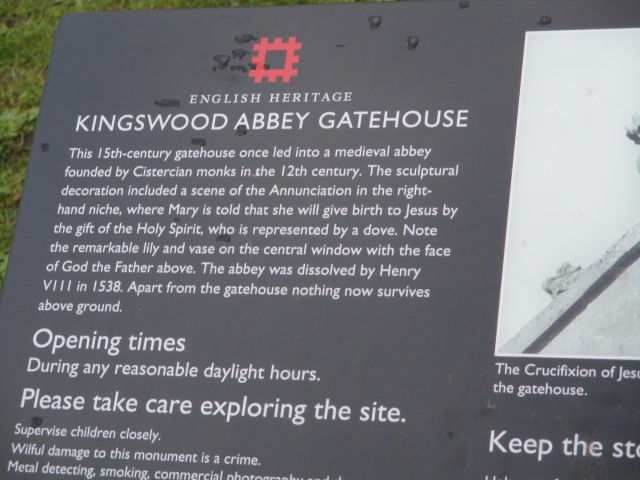 ENGLISH HERITAGE
KINGSWOOD ABBEY GATEHOUSE
This 15th-century gatehouse once led into a medieval abbey
founded by Cistercian monks in the 12th century. The sculptural
decoration included a scene of the Annunciation in the right-
hand niche, where Mary is told that she will give birth to Jesus by
the gift of the Holy Spirit, who is represented by a dove. Note
the remarkable lily and vase on the central window with the face
of God the Father above. The abbey was dissolved by Henry
VIII in 1538. Apart from the gatehouse nothing now survives
above ground.
Opening times
During any reasonable daylight hours.
Please take care exploring the site.
Supervise children closely.
Wilful damage to this monument is a crime.
Metal detecting, smoking, commercial photography and
The Crucifixion of Jesu
the gatehouse.
Keep the sto